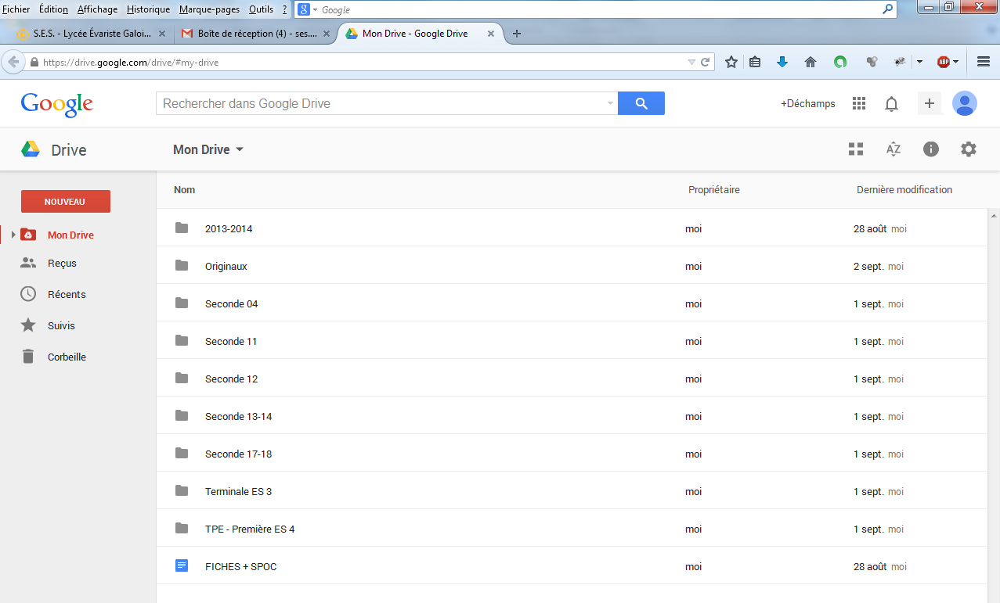 Fichier Édition Affichage Historique Marque-pages Outils ? Google
S.E.S. - Lycée Évariste Galoi... Boîte de réception (4) - ses.... Mon Drive - Google Drive
https://drive.google.com/drive/#my-drive ABP
Google Rechercher dans Google Drive +Déchamps
Drive Mon Drive AZ
NOUVEAU
Mon Drive
Reçus
Récents
Suivis
Corbeille
Nom Propriétaire Dernière modification
2013-2014 moi 28 août moi
Originaux moi 2 sept. moi
Seconde 04 moi 1 sept. moi
Seconde 11 moi 1 sept. moi
Seconde 12 moi 1 sept. moi
Seconde 13-14 moi 1 sept. moi
Seconde 17-18 moi 1 sept. moi
Terminale ES 3 moi 1 sept. moi
TPE - Première ES 4 moi 1 sept. moi
FICHES + SPOC moi 28 août moi